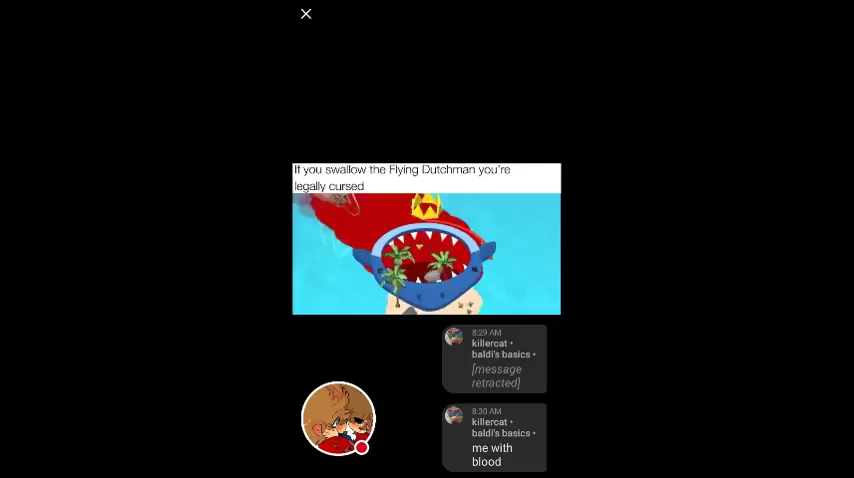 If you swallow the Flying Dutchman you're
legally cursed
8:29 AM
killercat •
baldi's basics •
[message
retracted]
8:30 AM
killercat •
baldi's basics •
me with
blood